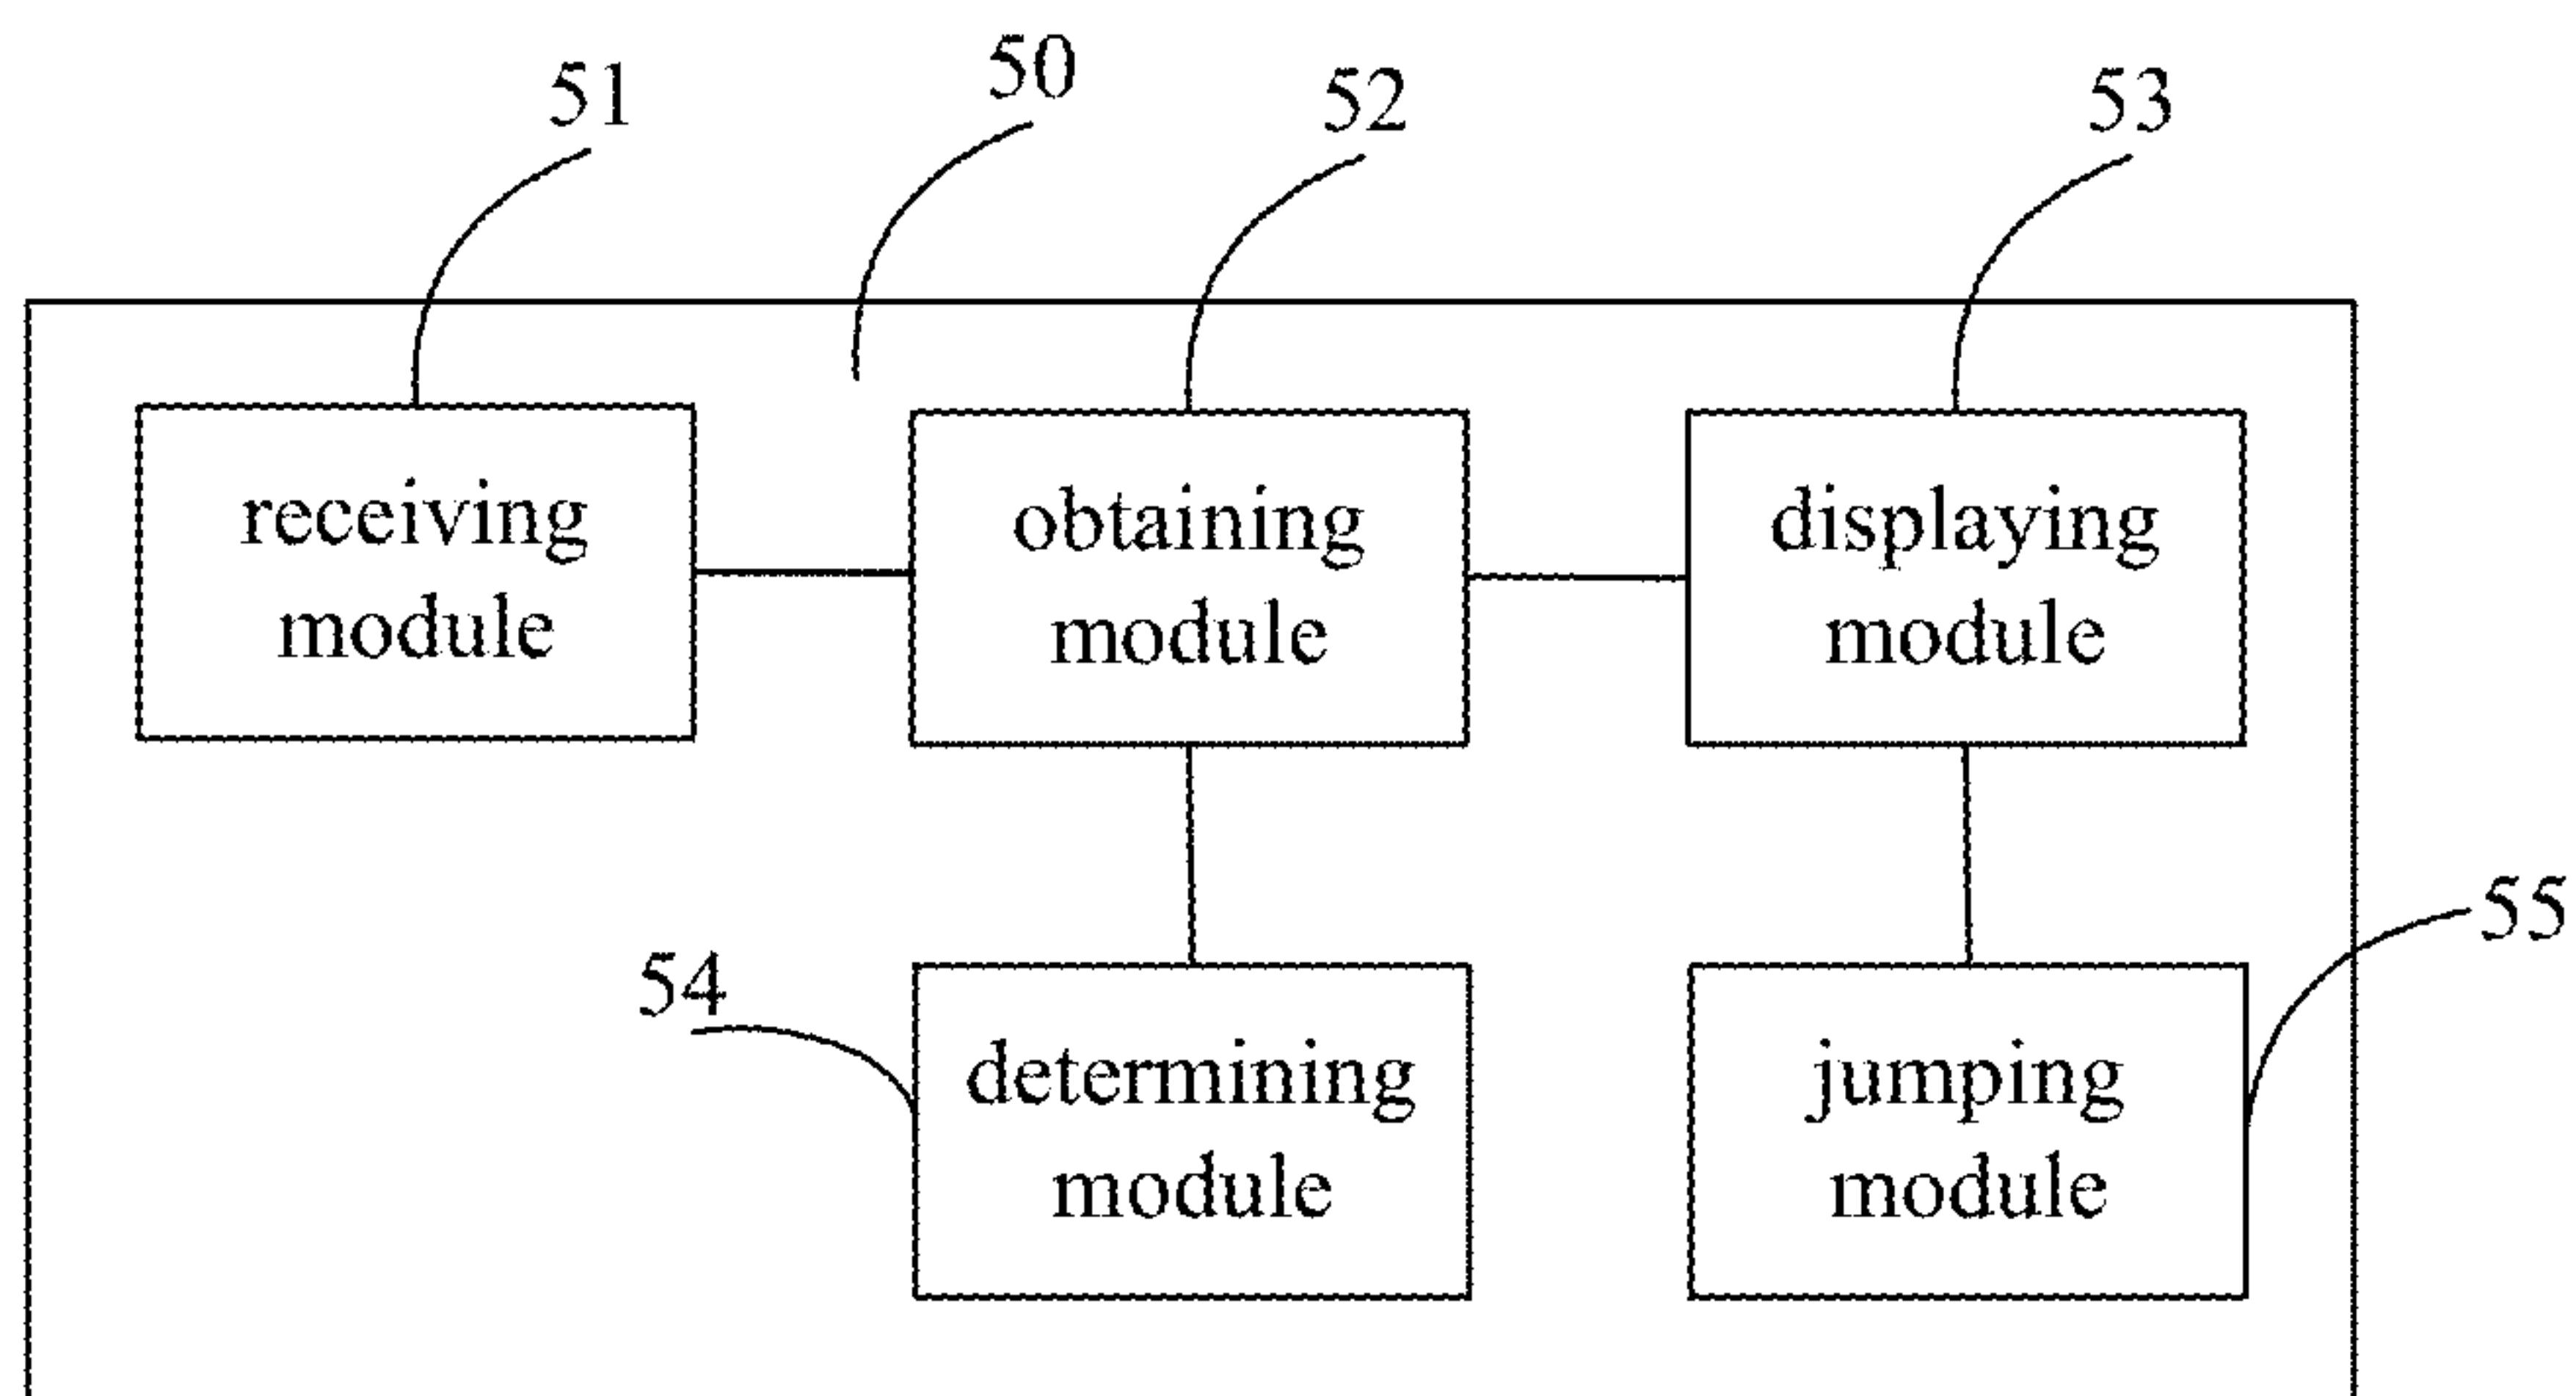 50
51
52
53
receiving
module
obtaining
module
displaying
module
55
54
determining
module
jumping
module